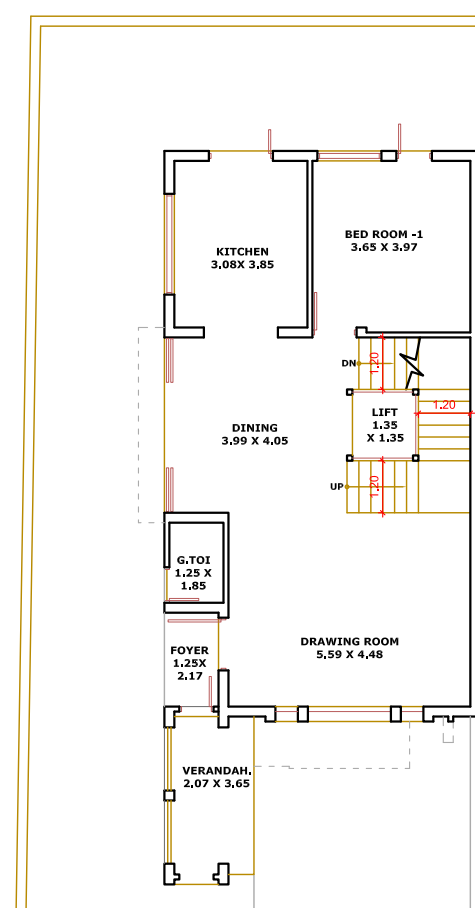 BED ROOM -1
3.65 X 3.97
KITCHEN
3.08X 3.85
DN
1.20
1.20
LIFT
1.35
X 1.35
DINING
3.99 X 4.05
UP
1.20
G.TOI
1.25 X
1.85
DRAWING ROOM
5.59 X 4.48
FOYER
1.25X
2.17
VERANDAH.
2.07 X 3.65